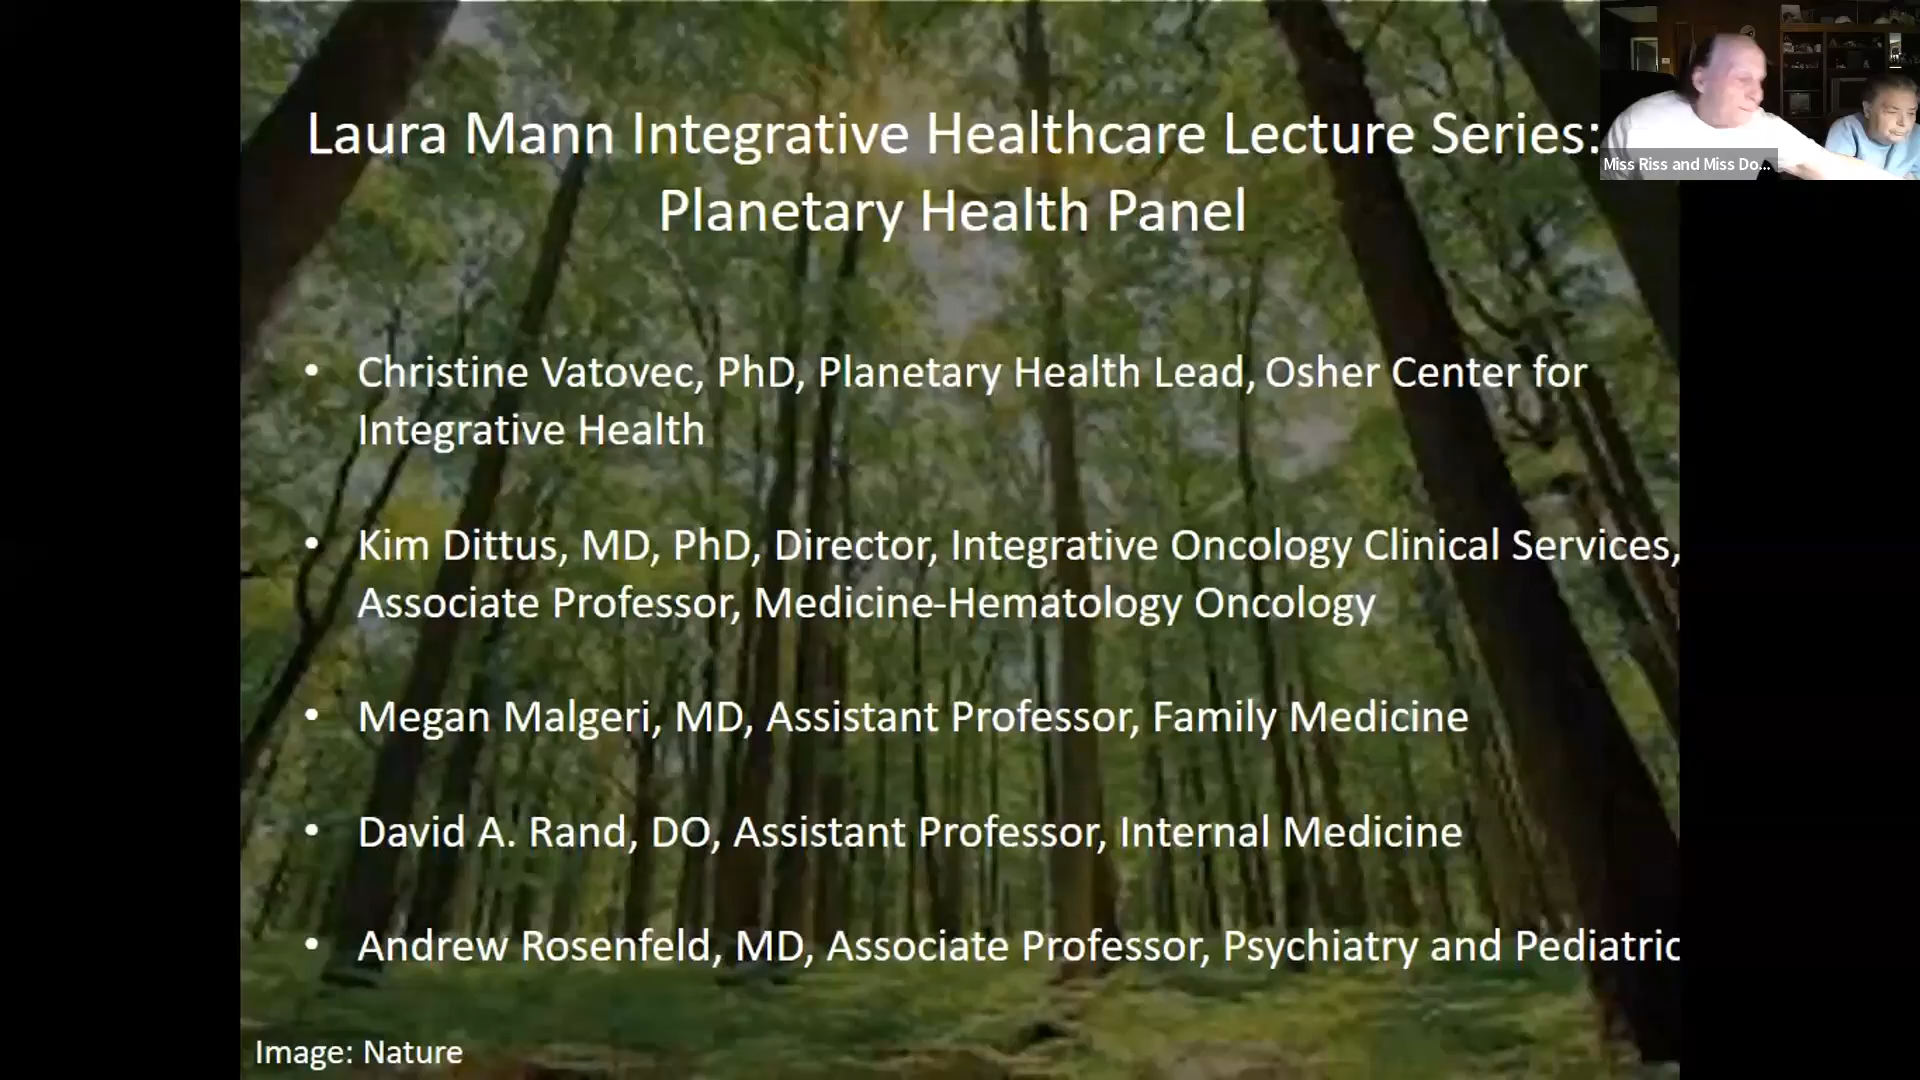 Laura Mann Integrative Healthcare Lecture Series:
Planetary Health Panel
Miss Riss and Miss Do...
• Christine Vatovec, PhD, Planetary Health Lead, Osher Center for
Integrative Health
• Kim Dittus, MD, PhD, Director, Integrative Oncology Clinical Services,
Associate Professor, Medicine-Hematology Oncology
• Megan Malgeri, MD, Assistant Professor, Family Medicine
• David A. Rand, DO, Assistant Professor, Internal Medicine
• Andrew Rosenfeld, MD, Associate Professor, Psychiatry and Pediatric
Image: Nature